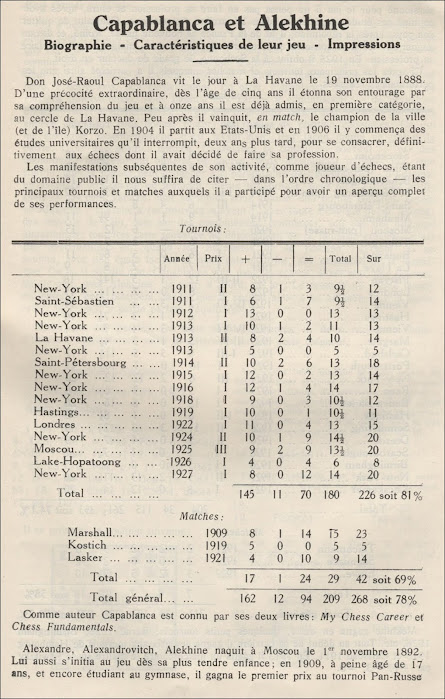 Capablanca et Alekhine
Biographie - Caractéristiques de leur jeu - Impressions
Don José-Raoul Capablanca vit le jour à La Havane le 19 novembre 1888.
D'une précocité extraordinaire, dès l'âge de cinq ans il étonna son entourage par
sa compréhension du jeu et à onze ans il est déjà admis, en première catégorie,
au cercle de La Havane. Peu après il vainquit, en match, le champion de la ville
(et de l'île) Korzo. En 1904 il partit aux Etats-Unis et en 1906 il y commença des
études universitaires qu'il interrompit, deux ans plus tard, pour se consacrer, défini-
tivement aux échecs dont il avait décidé de faire sa profession.
Les manifestations subséquentes de son activité, comme joueur d'échecs, étant
du domaine public il nous suffira de citer — dans l'ordre chronologique — les
principaux tournois et matches auxquels il a participé pour avoir un aperçu complet
de ses performances.
Tournois:
Année Prix + — = Total Sur
New-York ... ... ... ... 1911 II 8 1 3 9½ 12
Saint-Sébastien ... ... 1911 I 6 1 7 9½ 14
New-York ... ... ... ... 1912 I 13 0 0 13 13
New-York ... ... ... ... 1913 I 10 1 2 11 13
La Havane ... ... ... ... 1913 II 8 2 4 10 14
New-York ... ... ... ... 1913 I 5 0 0 5 5
Saint-Pétersbourg ... ... 1914 II 10 2 6 13 18
New-York ... ... ... ... 1915 I 12 0 2 13 14
New-York ... ... ... ... 1916 I 12 1 4 14 17
New-York ... ... ... ... 1918 I 9 0 3 10½ 12
Hastings... ... ... ... ... 1919 I 10 0 1 10½ 11
Londres ... ... ... ... ... 1922 I 11 0 4 13 15
New-York ... ... ... ... 1924 II 10 1 9 14½ 20
Moscou... ... ... ... ... 1925 III 9 2 9 13½ 20
Lake-Hopatoong ... ... 1926 I 4 0 4 6 8
New-York ... ... ... ... 1927 I 8 0 12 14 20
Total ... ... ... ... 145 11 70 180 226 soit 81%
Matches:
Marshall... ... ... ... 1909 8 1 14 15 23
Kostich ... ... ... ... 1919 5 0 0 5 5
Lasker ... ... ... ... 1921 4 0 10 9 14
Total ... ... ... ... 17 1 24 29 42 soit 69%
Total général... ... ... 162 12 94 209 268 soit 78%
Comme auteur Capablanca est connu par ses deux livres: My Chess Career et
Chess Fundamentals.
Alexandre, Alexandrovitch, Alekhine naquit à Moscou le 1er novembre 1892.
Lui aussi s'initia au jeu dès sa plus tendre enfance; en 1909, à peine âgé de 17
ans, et encore étudiant au gymnase, il gagna le premier prix au tournoi Pan-Russe